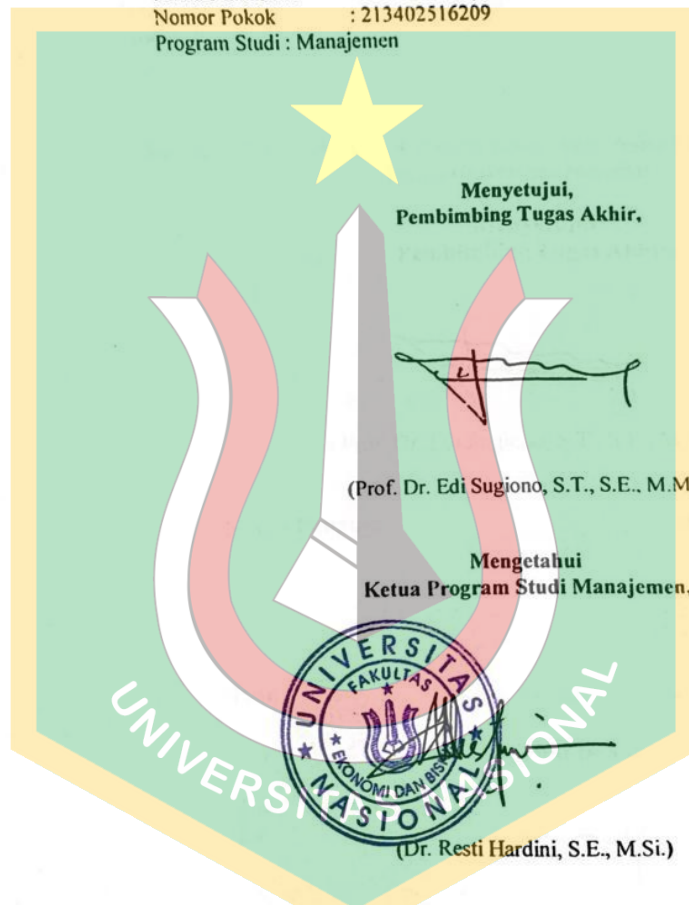 Nomor Pokok : 213402516209
Program Studi : Manajemen
Menyetujui,
Pembimbing Tugas Akhir,
(Prof. Dr. Edi Sugiono, S.T., S.E., M.M
Mengetahui
Ketua Program Studi Manajemen,
UNIVERSITAS NASIONAL
FAKULTAS
EKONOMI DAN BISNIS
UNIVERSITAS NASIONAL
(Dr. Resti Hardini, S.E., M.Si.)